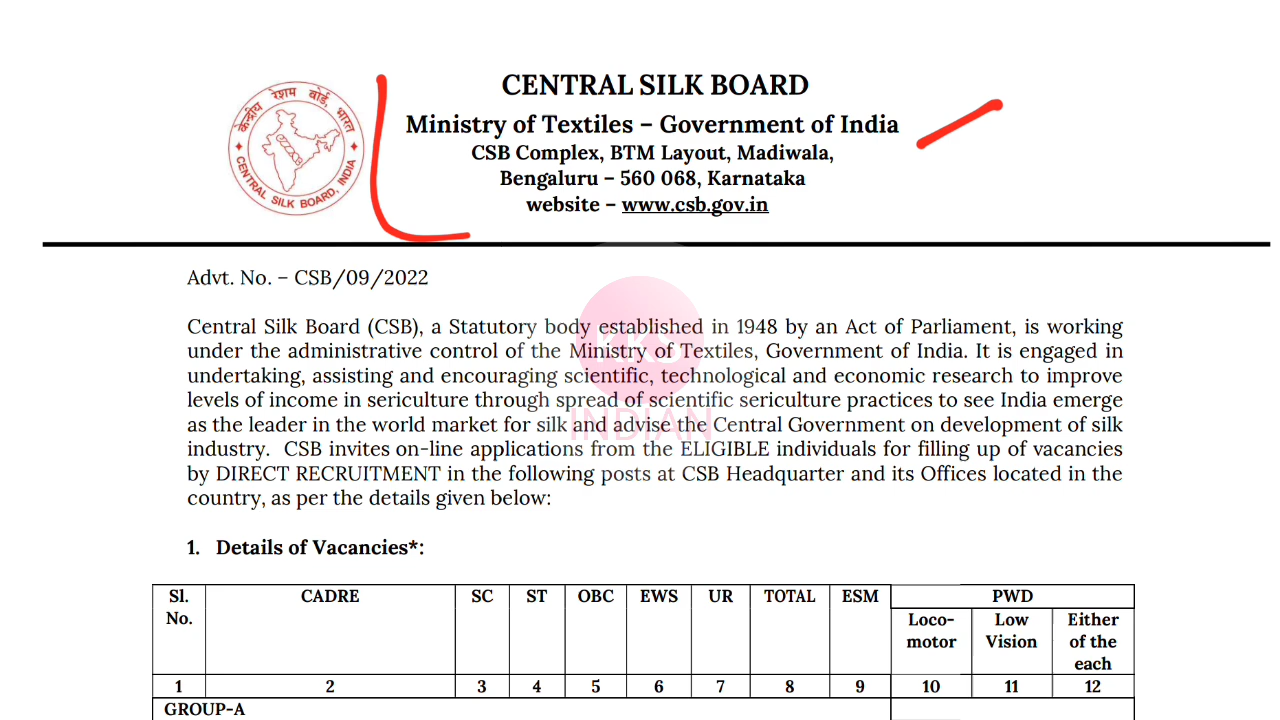 केन्द्रीय रेशम बोर्ड, भारत
CENTRAL SILK BOARD, INDIA
CENTRAL SILK BOARD
Ministry of Textiles – Government of India
CSB Complex, BTM Layout, Madiwala,
Bengaluru – 560 068, Karnataka
website – www.csb.gov.in
Advt. No. – CSB/09/2022
Central Silk Board (CSB), a Statutory body established in 1948 by an Act of Parliament, is working
under the administrative control of the Ministry of Textiles, Government of India. It is engaged in
undertaking, assisting and encouraging scientific, technological and economic research to improve
levels of income in sericulture through spread of scientific sericulture practices to see India emerge
as the leader in the world market for silk and advise the Central Government on development of silk
industry. CSB invites on-line applications from the ELIGIBLE individuals for filling up of vacancies
by DIRECT RECRUITMENT in the following posts at CSB Headquarter and its Offices located in the
country, as per the details given below:
KKS
INDIAN
1. Details of Vacancies*:
Sl. No. CADRE SC ST OBC EWS UR TOTAL ESM PWD
Loco-motor Low Vision Either of the each
1 2 3 4 5 6 7 8 9 10 11 12
GROUP-A